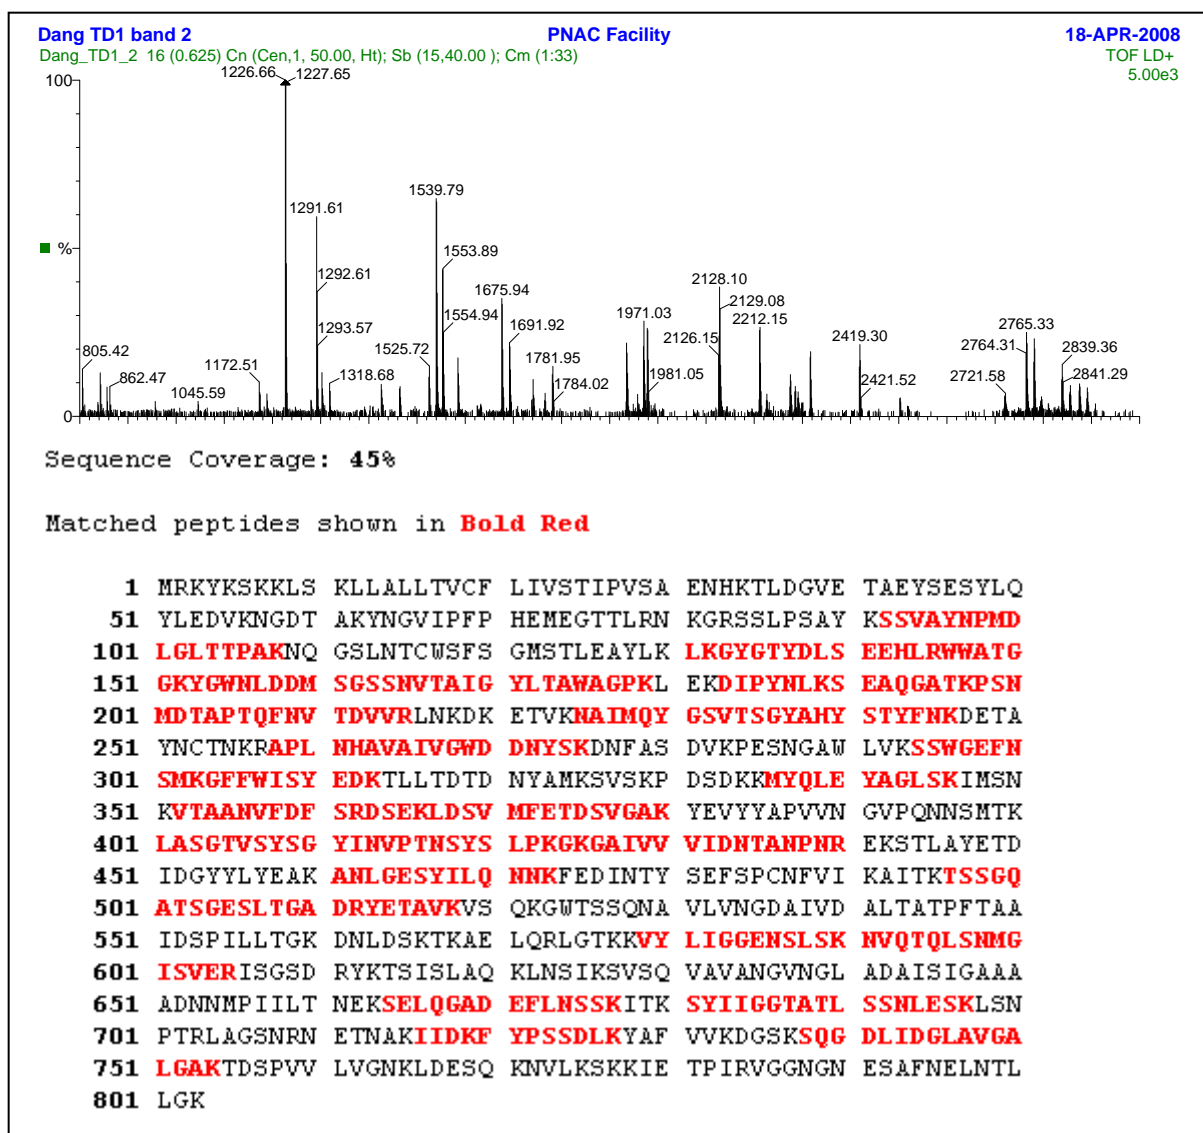 Dang TD1 band 2 PNAC Facility 18-APR-2008
Dang_TD1_2 16 (0.625) Cn (Cen,1, 50.00, Ht); Sb (15,40.00 ); Cm (1:33) TOF LD+
5.00e3
100
%
0
1226.66
1227.65
1291.61
1292.61
1293.57
1539.79
1553.89
1554.94
1525.72
1675.94
1691.92
1781.95
1784.02
1971.03
1981.05
2128.10
2129.08
2126.15
2212.15
2419.30
2421.52
2765.33
2764.31
2721.58
2839.36
2841.29
805.42
862.47
1045.59
1172.51
1318.68
Sequence Coverage: 45%
Matched peptides shown in Bold Red
1 MRKYKSKKLS KLLALLTVCF LIVSTIPVSA ENHKTLDGVE TAEYSESYLQ
51 YLEDVKNGDT AKYNGVIPFP HEMEGTTLRN KGRSSLPSAY KSSVAYNPMD
101 LGLTTPAKNQ GSLNTCWSFS GMSTLEAYLK LKGYGTYDLS EEHLRWWATG
151 GKYGWNLDDM SGSSNVTAIG YLTAWAGPKL EKDIPYNLKS EAQGATKPSN
201 MDTAPTQFNV TDVVRLNKDK ETVKNAIMQY GSVTSGYAHY STYFNKDETA
251 YNCTNKRAPL NHAVAIVGWD DNYSKDNFAS DVKPESNGAW LVKSSWGEFN
301 SMKGFFWISY EDKTLLTDTD NYAMKSVSKP DSDKKMYQLE YAGLSKIMSN
351 KVTAANVFDF SRDSEKLDSV MFETDSVGAK YEVYYAPVVN GVPQNNSMTK
401 LASGTVSYSG YINVPTNSYS LPKGKGAIVV VIDNTANPNR EKSTLAYETD
451 IDGYYLYEAK ANLGESYILQ NNKFEDINTY SEFSPCNFVI KAITKTSSGQ
501 ATSGESLTGA DRYETAVKVS QKGWTSSQNA VLVNGDAIVD ALTATPFTAA
551 IDSPILLTGK DNLDSKTKAE LQRLGTKKVY LIGGENSLSK NVQTQLSNMG
601 ISVERISGSD RYKTSISLAQ KLNSIKSVSQ VAVANGVNGL ADAISIGAAA
651 ADNNMPIILT NEKSELQGAD EFLNSSKITK SYIIGGTATL SSNLESKLSN
701 PTRLAGSNRN ETNAKIIDKF YPSSDLKYAF VVKDGSKSQG DLIDGLAVGA
751 LGAKTDSPVV LVGNKLDESQ KNVLKSKKIE TPIRVGGNGN ESAFNELNTL
801 LGK